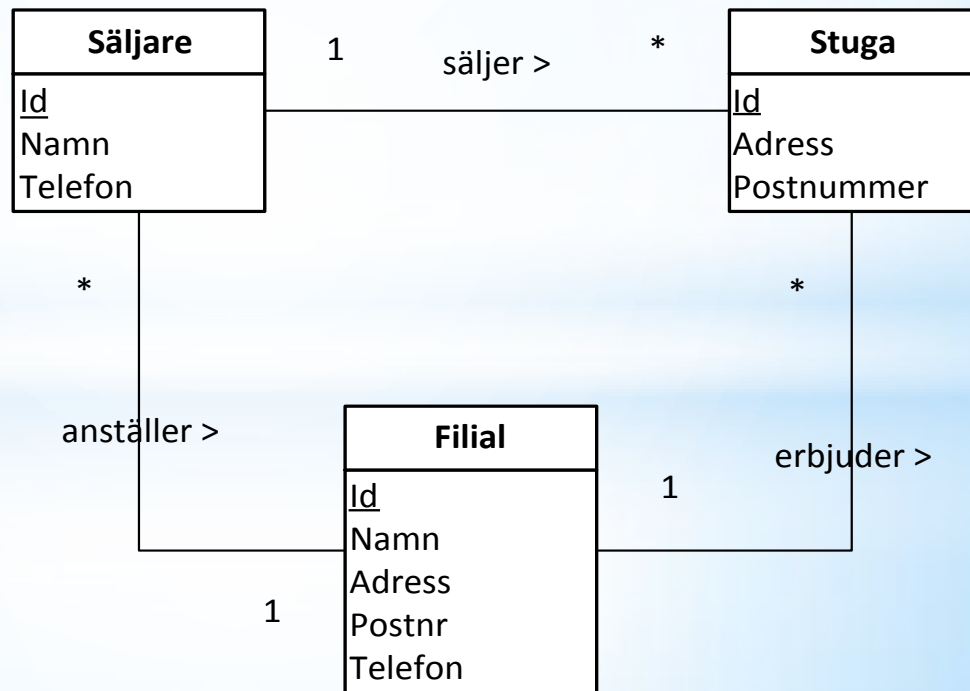 Säljare
1
säljer >
*
Stuga
Id
Namn
Telefon
Id
Adress
Postnummer
*
*
anställer >
Filial
erbjuder >
1
Id
Namn
Adress
Postnr
Telefon
1